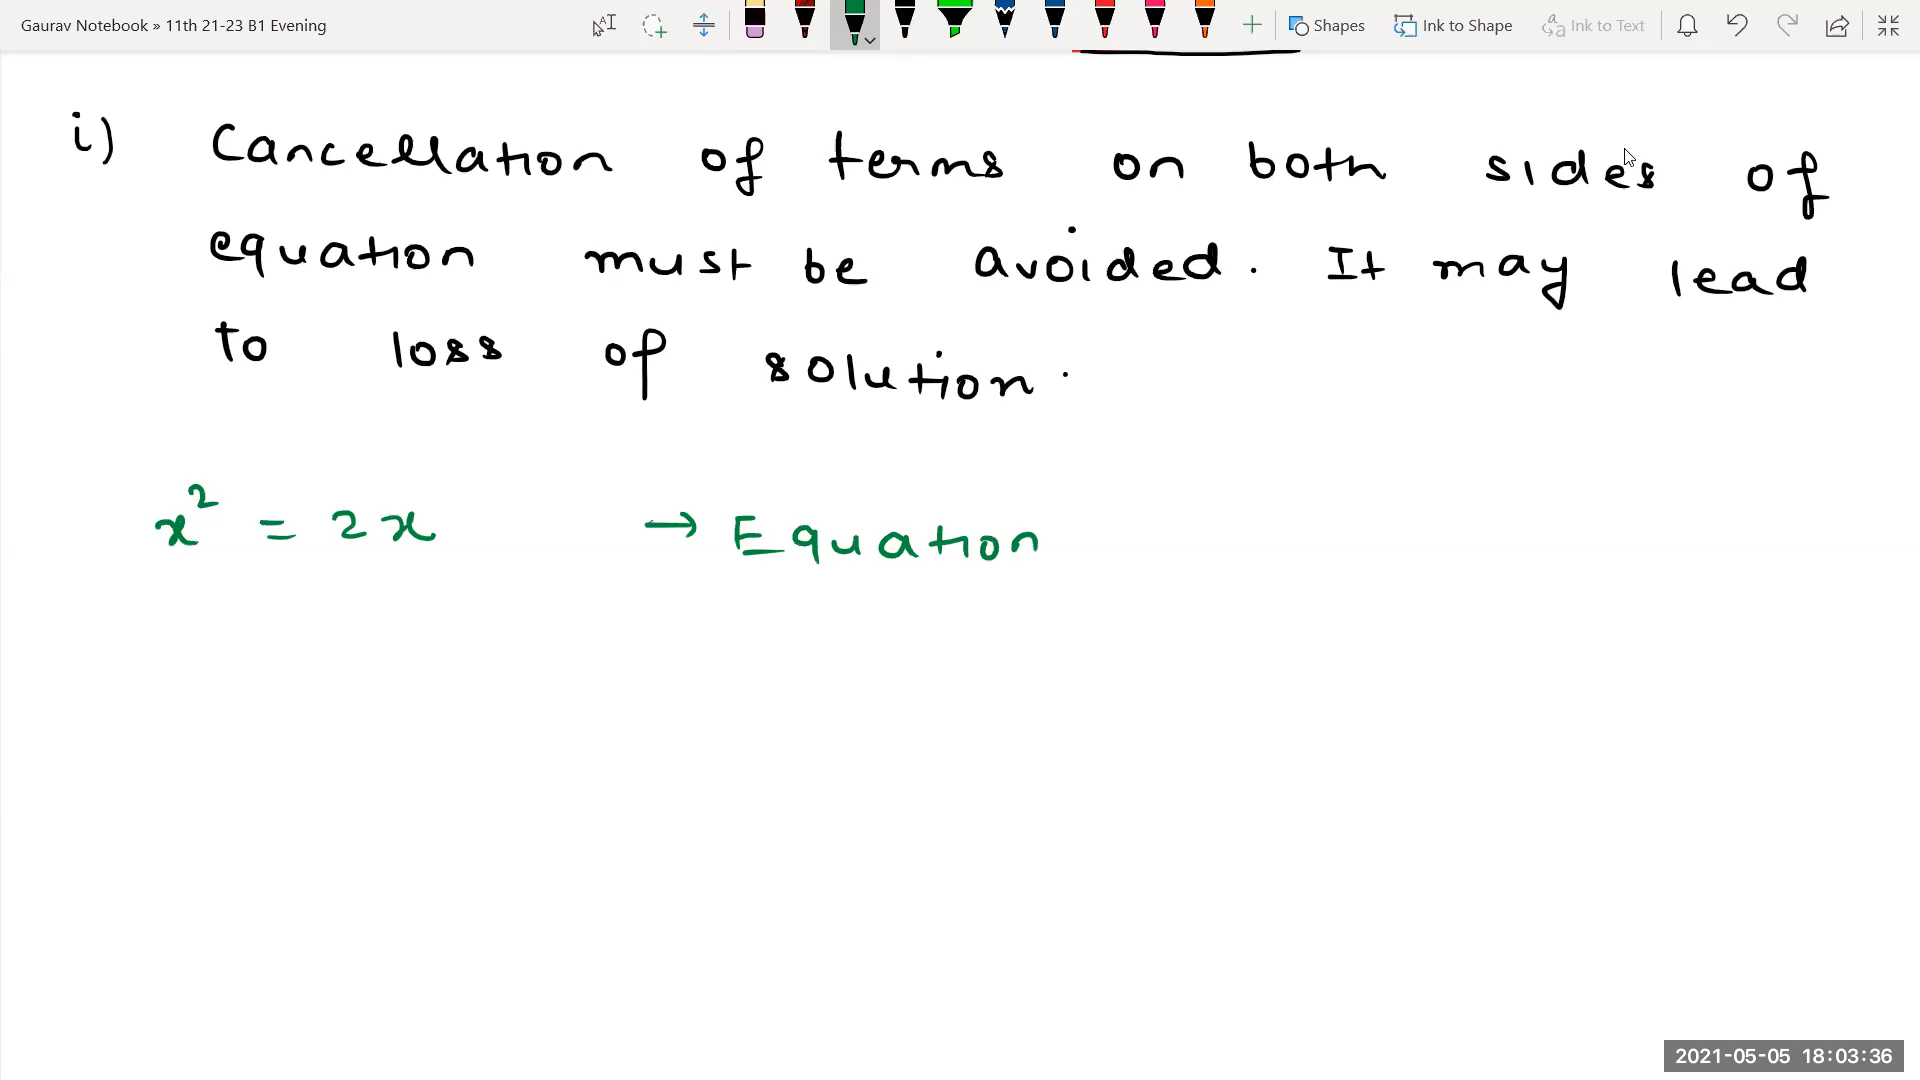 Gaurav Notebook » 11th 21-23 B1 Evening
Shapes Ink to Shape Ink to Text
i) Cancellation of terms on both sides of
equation must be avoided. It may lead
to loss of solution.
x² = 2x → Equation
2021-05-05 18:03:36